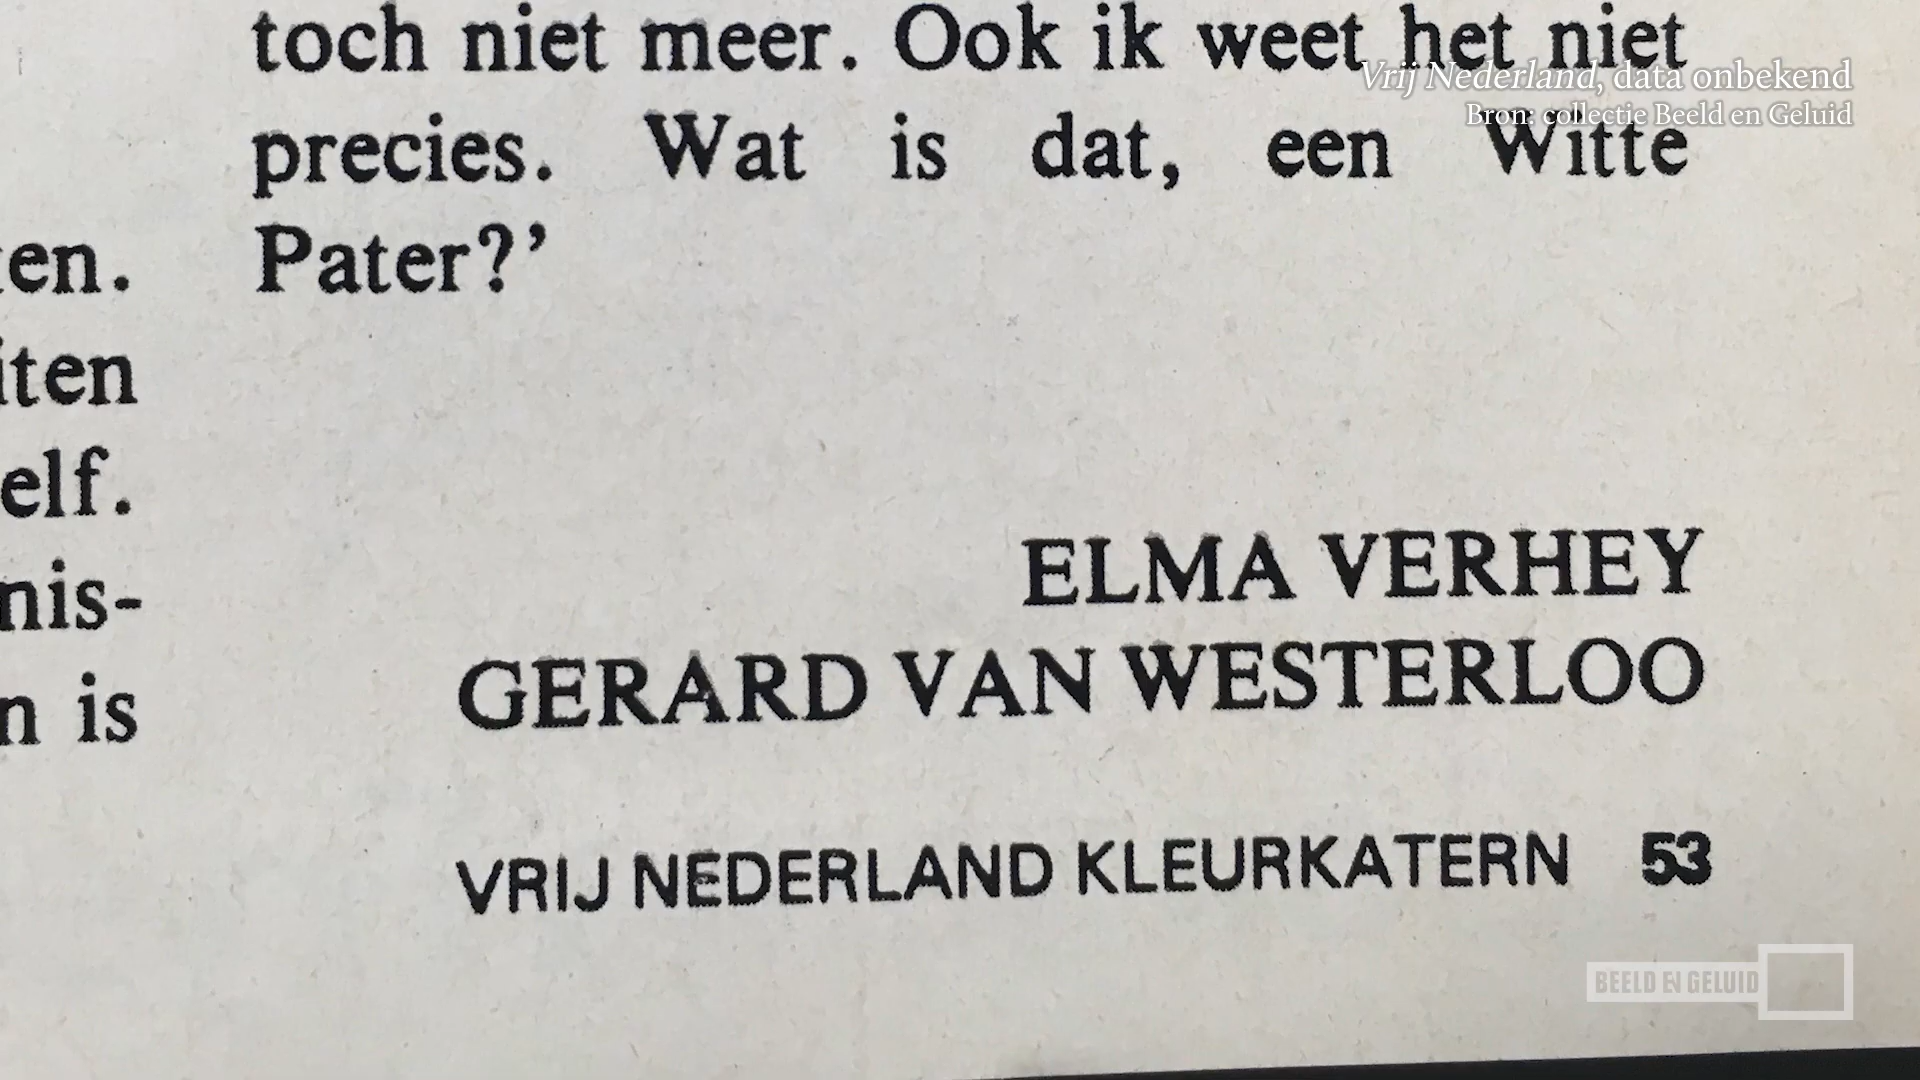 toch niet meer. Ook ik weet het niet
precies. Wat is dat, een Witte
Pater?’
en.
iten
elf.
nis-
n is
ELMA VERHEY
GERARD VAN WESTERLOO
VRIJ NEDERLAND KLEURKATERN 53
Vrij Nederland, data onbekend
Bron: collectie Beeld en Geluid
BEELD EN GELUID